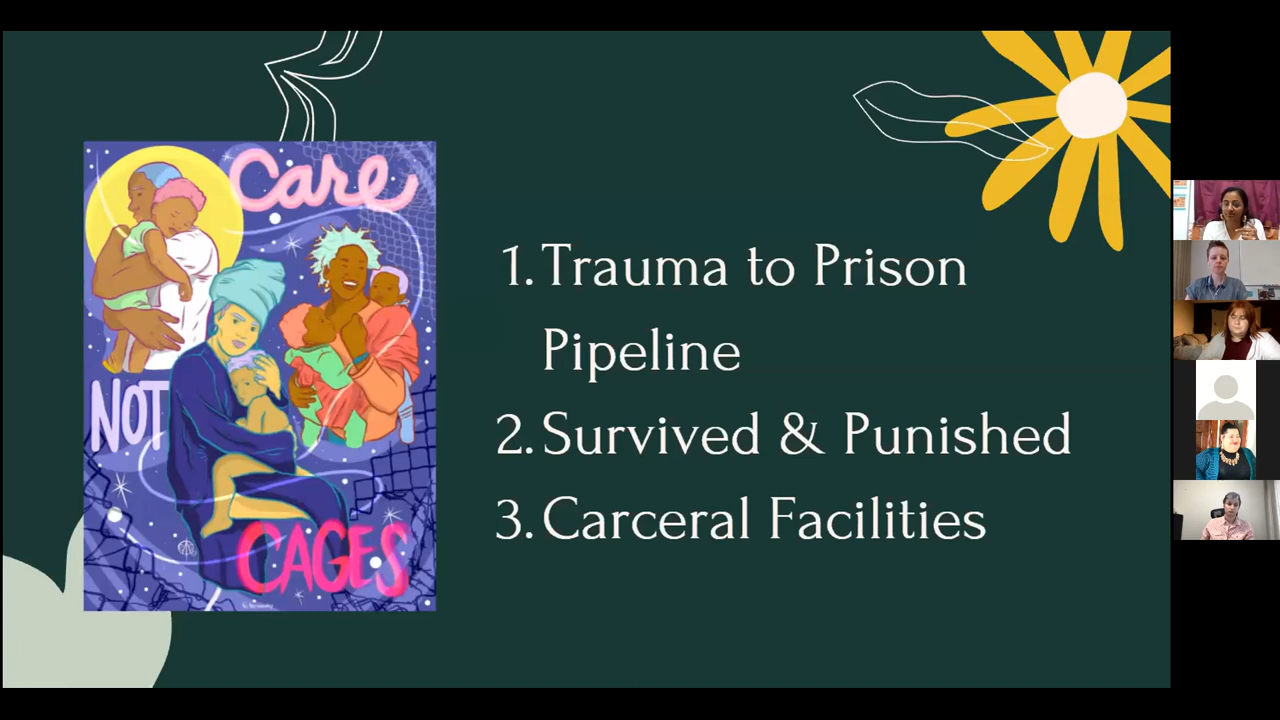 Care
NOT
CAGES
1. Trauma to Prison
Pipeline
2. Survived & Punished
3. Carceral Facilities